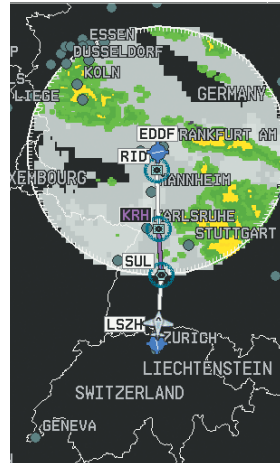 ESSEN
P
DUSSELDORF
LS-
KOLN
LIEGE
GERMANY
EDDF
RANKFURT AM
RID
MANNHEIM
XEMBOURG
KRH
ARLSRUHE
STUTTGART
SUL
LSZH
ZURICH
LIECHTENSTEIN
SWITZERLAND
GENEVA